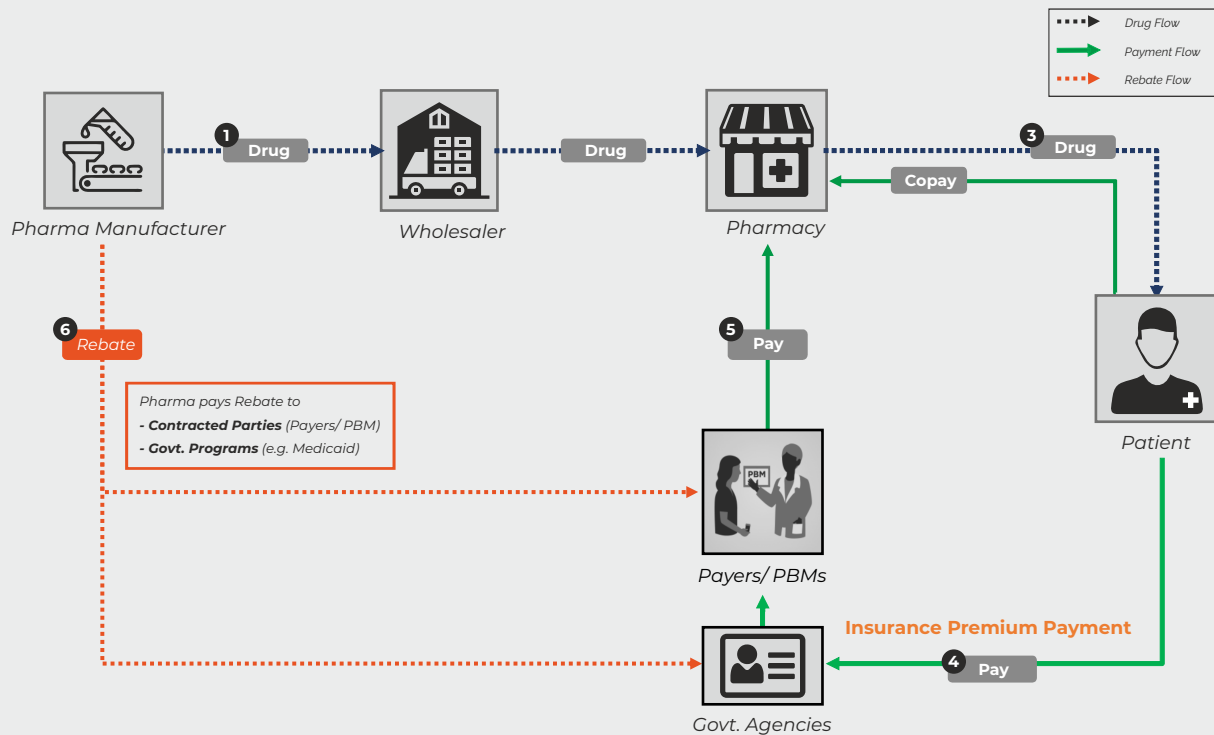 Drug Flow
Payment Flow
Rebate Flow
1
Drug
Drug
3
Drug
Copay
Pharma Manufacturer
Wholesaler
Pharmacy
6
Rebate
5
Pay
Pharma pays Rebate to
- Contracted Parties (Payers/ PBM)
- Govt. Programs (e.g. Medicaid)
Patient
PBM
Payers/ PBMs
Insurance Premium Payment
4
Pay
Govt. Agencies